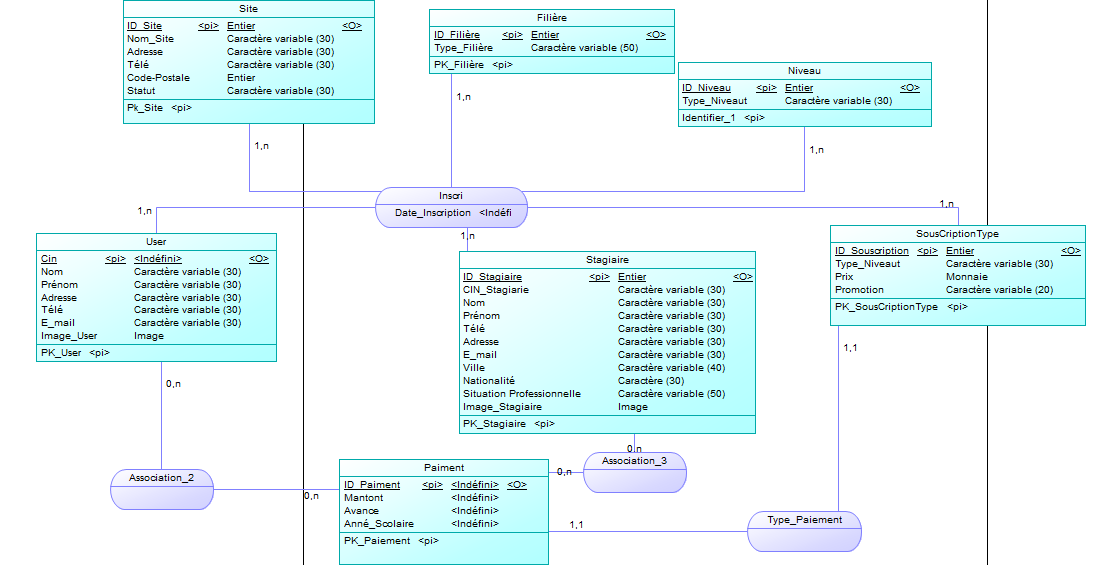 Site
ID_Site <pi> Entier <O>
Nom_Site Caractère variable (30)
Adresse Caractère variable (30)
Télé Caractère variable (30)
Code-Postale Entier
Statut Caractère variable (30)
Pk_Site <pi>
1,n
Filière
ID_Filière <pi> Entier <O>
Type_Filière Caractère variable (50)
PK_Filière <pi>
1,n
Niveau
ID_Niveau <pi> Entier <O>
Type_Niveaut Caractère variable (30)
Identifier_1 <pi>
1,n
Inscri
Date_Inscription <Indéfi
1,n
1,n
1,n
User
Cin <pi> <Indéfini> <O>
Nom Caractère variable (30)
Prénom Caractère variable (30)
Adresse Caractère variable (30)
Télé Caractère variable (30)
E_mail Caractère variable (30)
Image_User Image
PK_User <pi>
0,n
Stagiaire
ID_Stagiaire <pi> Entier <O>
CIN_Stagiarie Caractère variable (30)
Nom Caractère variable (30)
Prénom Caractère variable (30)
Télé Caractère variable (30)
Adresse Caractère variable (30)
E_mail Caractère variable (30)
Ville Caractère variable (40)
Nationalité Caractère (30)
Situation Professionnelle Caractère variable (50)
Image_Stagiaire Image
PK_Stagiaire <pi>
0,n
SousCriptionType
ID_Souscription <pi> Entier <O>
Type_Niveaut Caractère variable (30)
Prix Monnaie
Promotion Caractère variable (20)
PK_SousCriptionType <pi>
1,1
Association_2
0,n
Paiment
ID_Paiment <pi> <Indéfini> <O>
Mantont <Indéfini>
Avance <Indéfini>
Anné_Scolaire <Indéfini>
PK_Paiement <pi>
0,n
Association_3
1,1
Type_Paiement